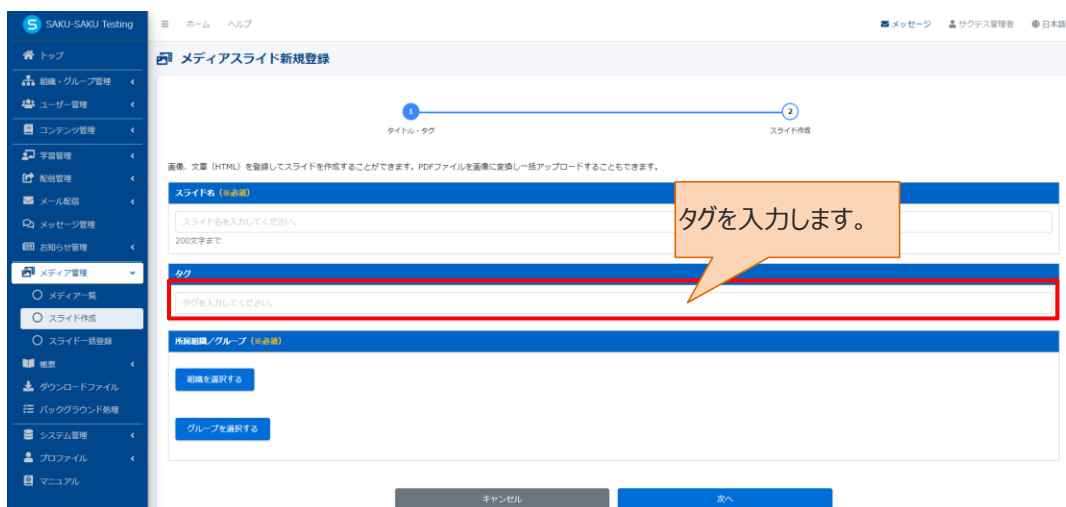 SAKU-SAKU Testing
ホーム ヘルプ
メッセージ サクテス管理者 日本語
トップ
組織・グループ管理
ユーザー管理
コンテンツ管理
学習管理
配信管理
メール配信
メッセージ管理
お知らせ管理
メディア管理
メディア一覧
スライド作成
スライド一括登録
帳票
ダウンロードファイル
バックグラウンド処理
システム管理
プロファイル
マニュアル
メディアスライド新規登録
1 2
タイトル・タグ スライド作成
画像、文章（HTML）を登録してスライドを作成することができます。PDFファイルを画像に変換し一括アップロードすることもできます。
スライド名（※必須）
スライド名を入力してください。
200文字まで
タグを入力します。
タグ
タグを入力してください。
所属組織／グループ（※必須）
組織を選択する
グループを選択する
キャンセル 次へ